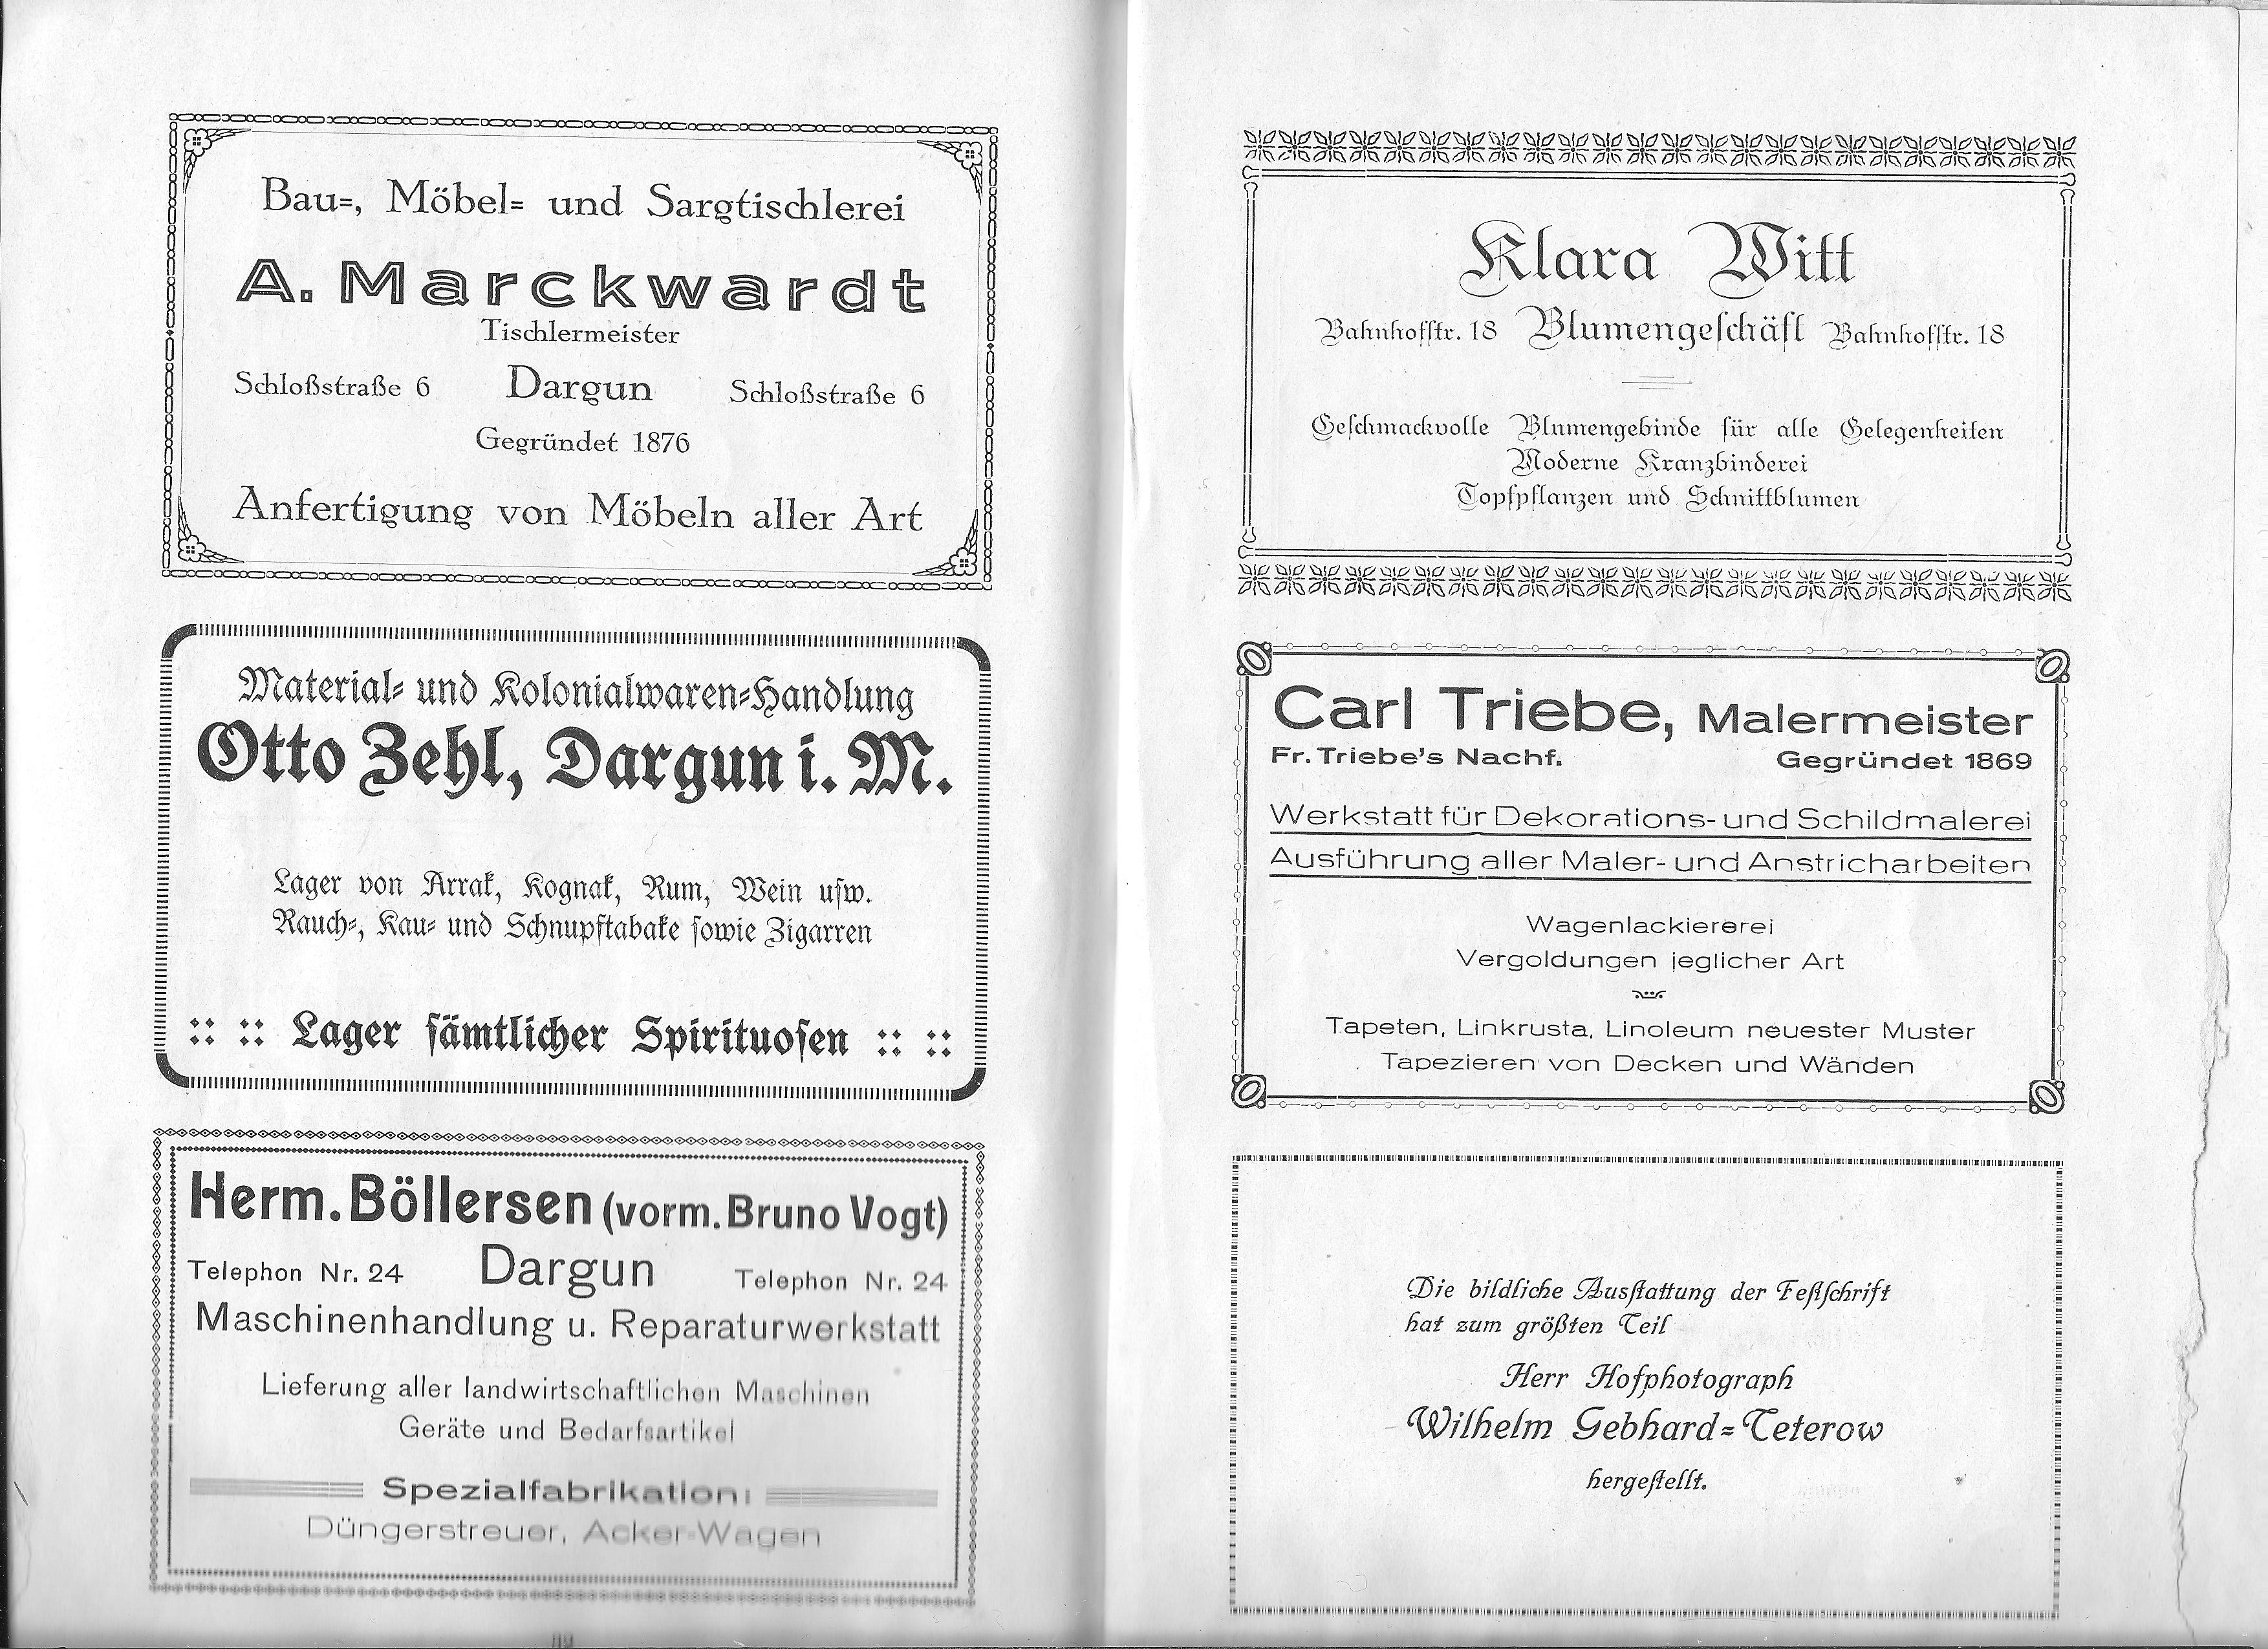 Bau-, Möbel- und Sargtischlerei
A. Marckwardt
Tischlermeister
Schloßstraße 6 Dargun Schloßstraße 6
Gegründet 1876
Anfertigung von Möbeln aller Art
Material- und Kolonialwaren-Handlung
Otto Zehl, Dargun i. M.
Lager von Arrak, Kognak, Rum, Wein usw.
Rauch-, Kau- und Schnupftabake sowie Zigarren
:: :: Lager sämtlicher Spirituosen :: ::
Herm. Böllersen (vorm. Bruno Vogt)
Telephon Nr. 24 Dargun Telephon Nr. 24
Maschinenhandlung u. Reparaturwerkstatt
Lieferung aller landwirtschaftlichen Maschinen
Geräte und Bedarfsartikel
Spezialfabrikation:
Düngerstreuer, Acker-Wagen
Klara Witt
Bahnhofstr. 18 Blumengeschäft Bahnhofstr. 18
Geschmackvolle Blumengebinde für alle Gelegenheiten
Moderne Kranzbinderei
Topfpflanzen und Schnittblumen
Carl Triebe, Malermeister
Fr. Triebe's Nachf. Gegründet 1869
Werkstatt für Dekorations- und Schildmalerei
Ausführung aller Maler- und Anstricharbeiten
Wagenlackiererei
Vergoldungen jeglicher Art
Tapeten, Linkrusta, Linoleum neuester Muster
Tapezieren von Decken und Wänden
Die bildliche Ausstattung der Festschrift
hat zum größten Teil
Herr Hofphotograph
Wilhelm Gebhard-Teterow
hergestellt.